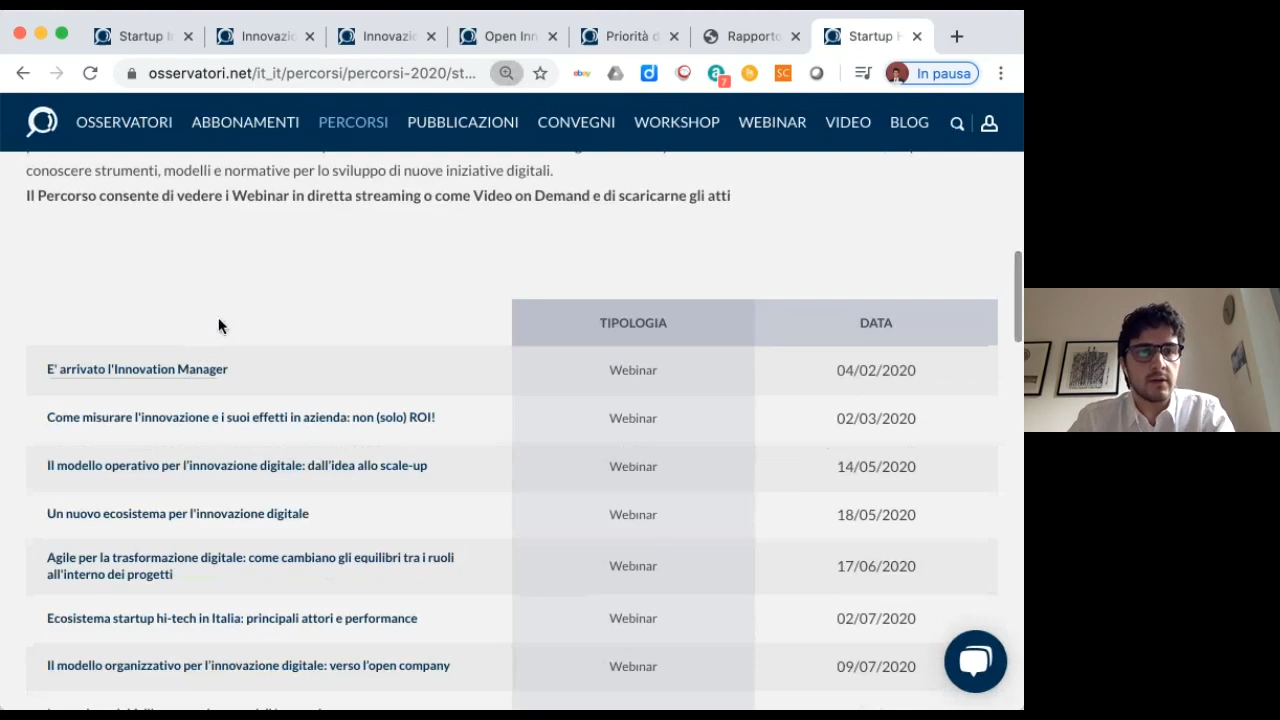 Startup I
Innovazio
Innovazio
Open Inn
Priorità d
Rapporto
Startup H
osservatori.net/it_it/percorsi/percorsi-2020/st...
ebay
7
SC
In pausa
OSSERVATORI ABBONAMENTI PERCORSI PUBBLICAZIONI CONVEGNI WORKSHOP WEBINAR VIDEO BLOG
conoscere strumenti, modelli e normative per lo sviluppo di nuove iniziative digitali.
Il Percorso consente di vedere i Webinar in diretta streaming o come Video on Demand e di scaricarne gli atti
TIPOLOGIA DATA
E' arrivato l'Innovation Manager Webinar 04/02/2020
Come misurare l'innovazione e i suoi effetti in azienda: non (solo) ROI! Webinar 02/03/2020
Il modello operativo per l'innovazione digitale: dall'idea allo scale-up Webinar 14/05/2020
Un nuovo ecosistema per l'innovazione digitale Webinar 18/05/2020
Agile per la trasformazione digitale: come cambiano gli equilibri tra i ruoli
all'interno dei progetti Webinar 17/06/2020
Ecosistema startup hi-tech in Italia: principali attori e performance Webinar 02/07/2020
Il modello organizzativo per l'innovazione digitale: verso l'open company Webinar 09/07/2020